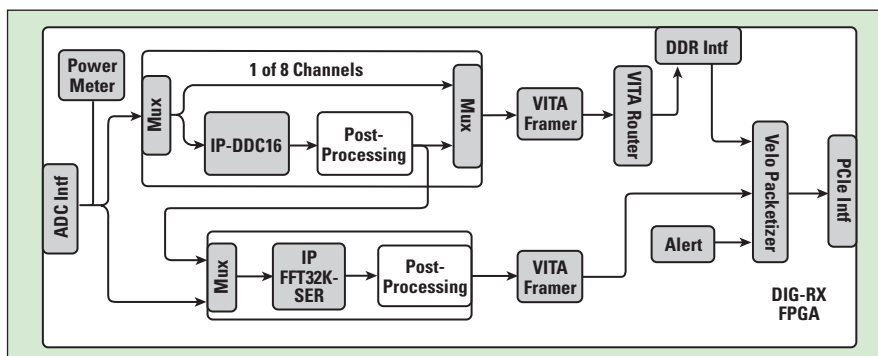 Power
Meter
1 of 8 Channels
DDR Intf
Mux
IP-DDC16
Post-
Processing
Mux
VITA
Framer
VITA Router
ADC Intf
Velo Packetizer
PCIe Intf
Mux
IP
FFT32K-
SER
Post-
Processing
VITA
Framer
Alert
DIG-RX
FPGA